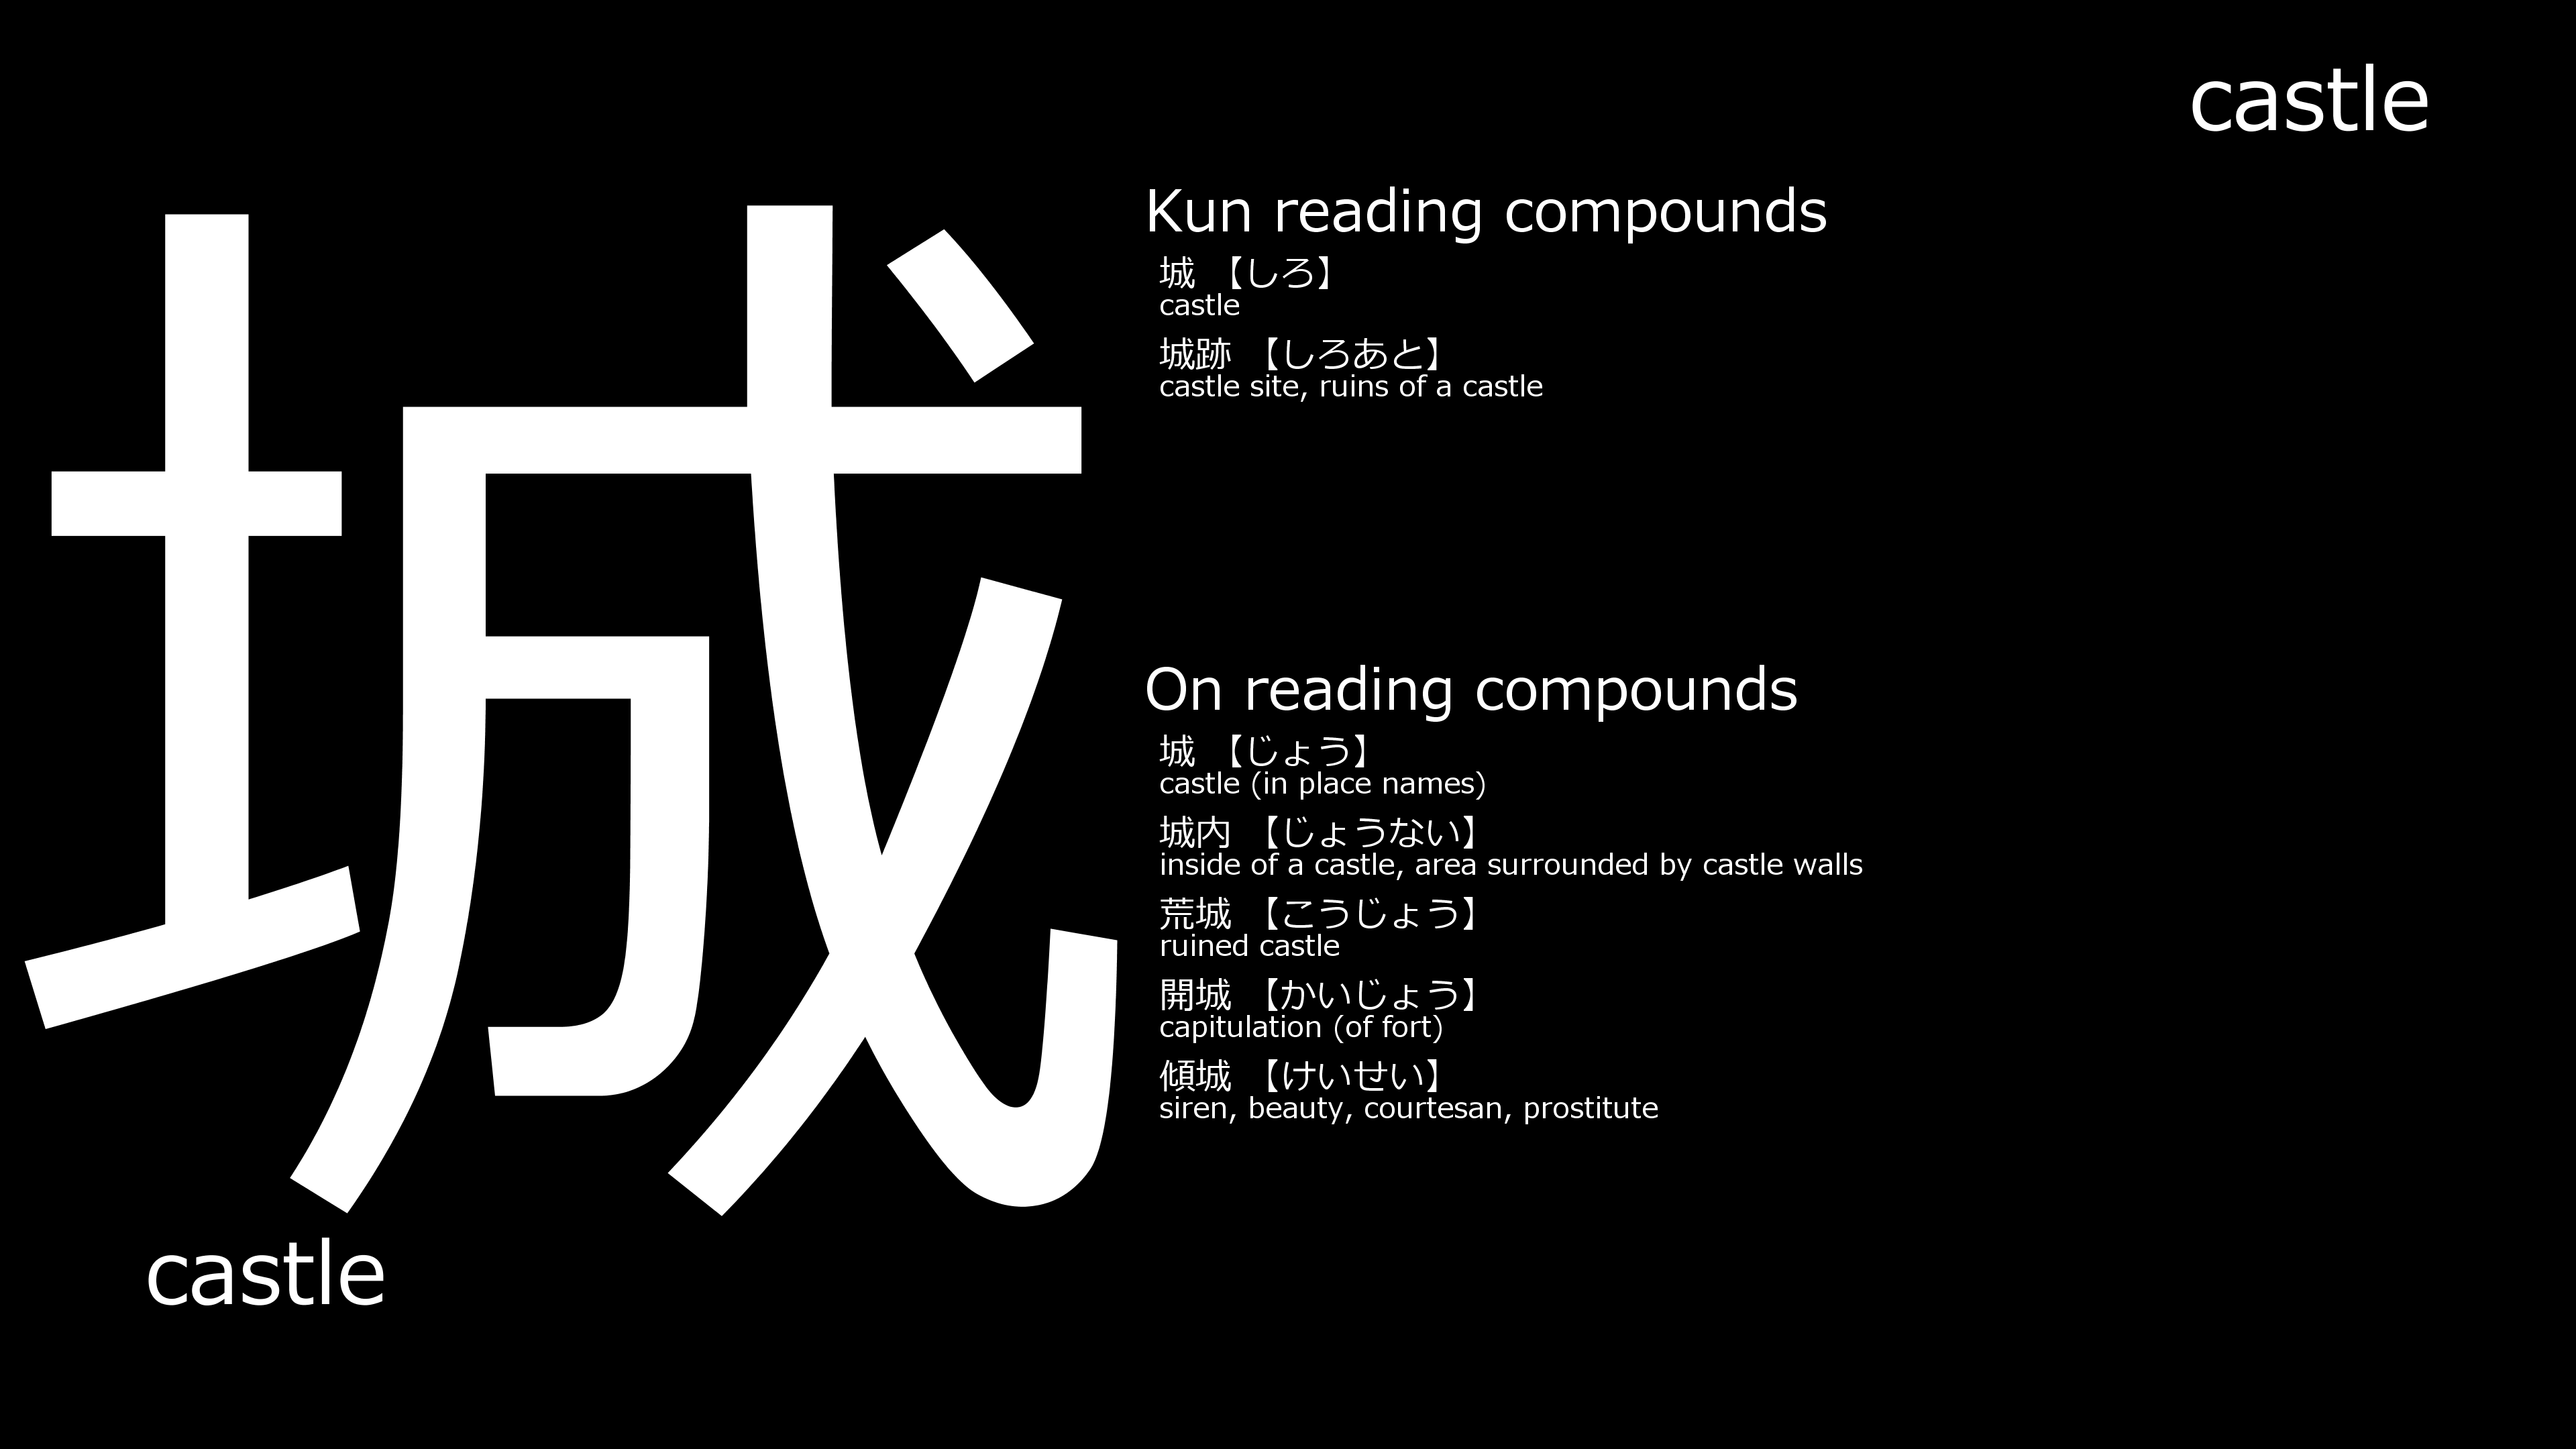 castle
城
castle
Kun reading compounds
城 【しろ】
castle
城跡 【しろあと】
castle site, ruins of a castle
On reading compounds
城 【じょう】
castle (in place names)
城内 【じょうない】
inside of a castle, area surrounded by castle walls
荒城 【こうじょう】
ruined castle
開城 【かいじょう】
capitulation (of fort)
傾城 【けいせい】
siren, beauty, courtesan, prostitute